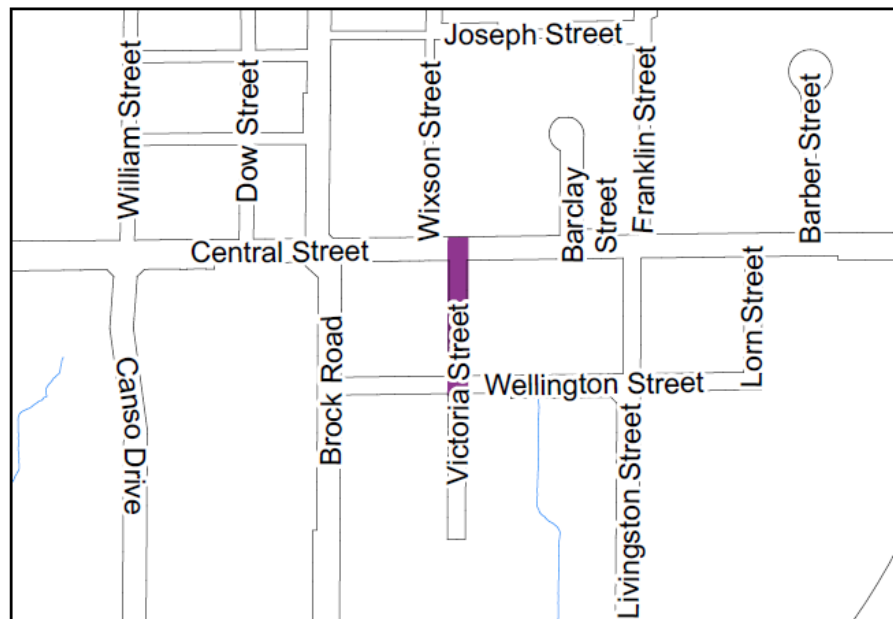 Joseph Street
William Street
Dow Street
Wixson Street
Barclay
Street
Franklin Street
Barber Street
Central Street
Canso Drive
Brock Road
Victorial Street
Wellington Street
Lorn Street
Livingston Street